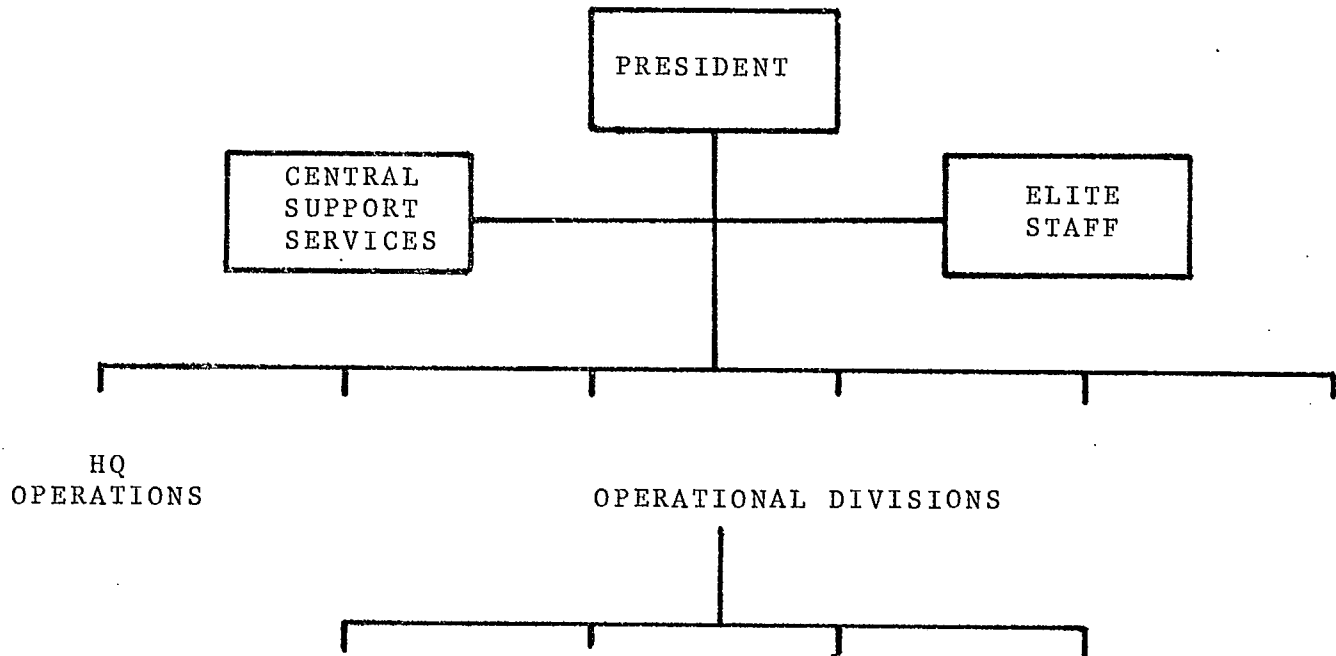 PRESIDENT
CENTRAL
SUPPORT
SERVICES
ELITE
STAFF
HQ
OPERATIONS
OPERATIONAL DIVISIONS